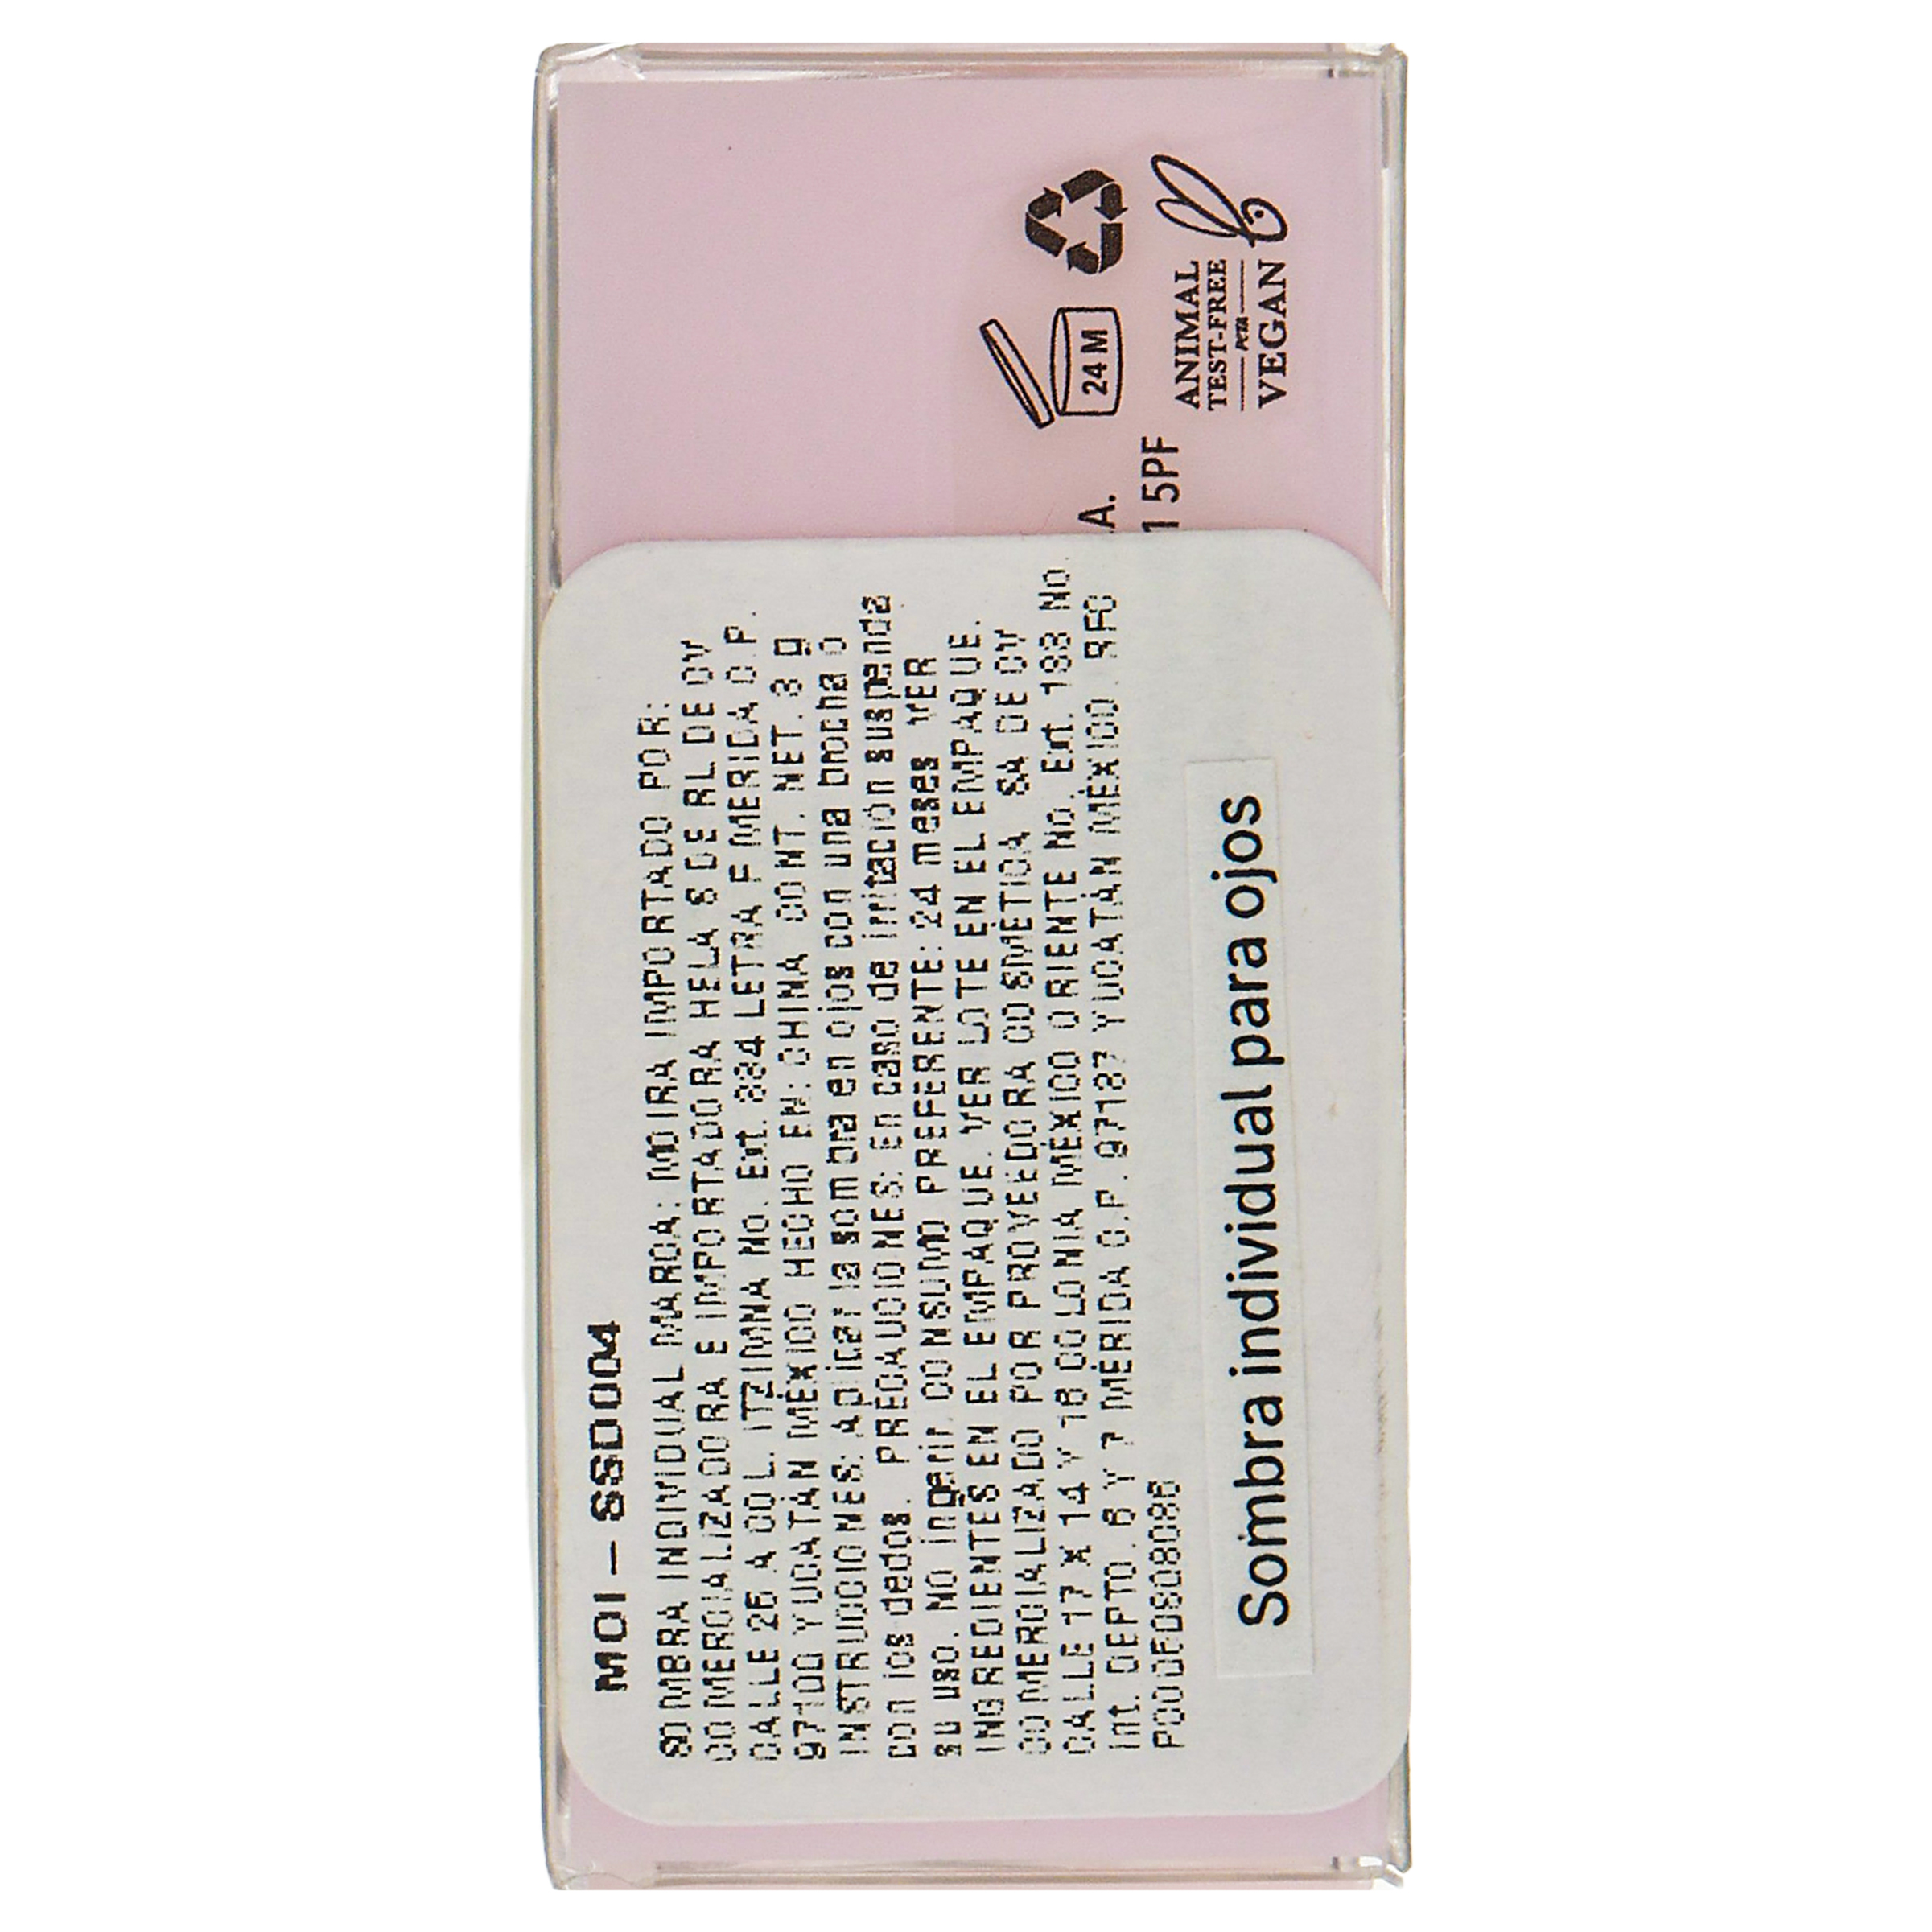 MOI – SSD004
SOMBRA INDIVIDUAL MARCA: MOIRA IMPORTADO POR:
COMERCIALIZADORA E IMPORTADORA HELA S DE RL DE CV
CALLE 26 A COL. ITZIMNA No. Ext. 334 LETRA F MERIDA C.P.
97100 YUCATÁN MÉXICO HECHO EN: CHINA CONT. NET. 3 g
INSTRUCCIONES: Aplicar la sombra en ojos con una brocha o
con los dedos. PRECAUCIONES: En caso de irritación suspenda
su uso. No ingerir. CONSUMO PREFERENTE: 24 meses VER
INGREDIENTES EN EL EMPAQUE. VER LOTE EN EL EMPAQUE.
COMERCIALIZADO POR PROVEEDORA COSMÉTICA SA DE CV
CALLE 17 X 14 Y 16 COLONIA MÉXICO ORIENTE No. Ext. 188 No.
Int. DEPTO. 6 Y 7 MÉRIDA C.P. 97137 YUCATÁN MÉXICO RFC
Sombra individual para ojos
A.
15PF
24 M
ANIMAL
TEST-FREE
PETA
VEGAN